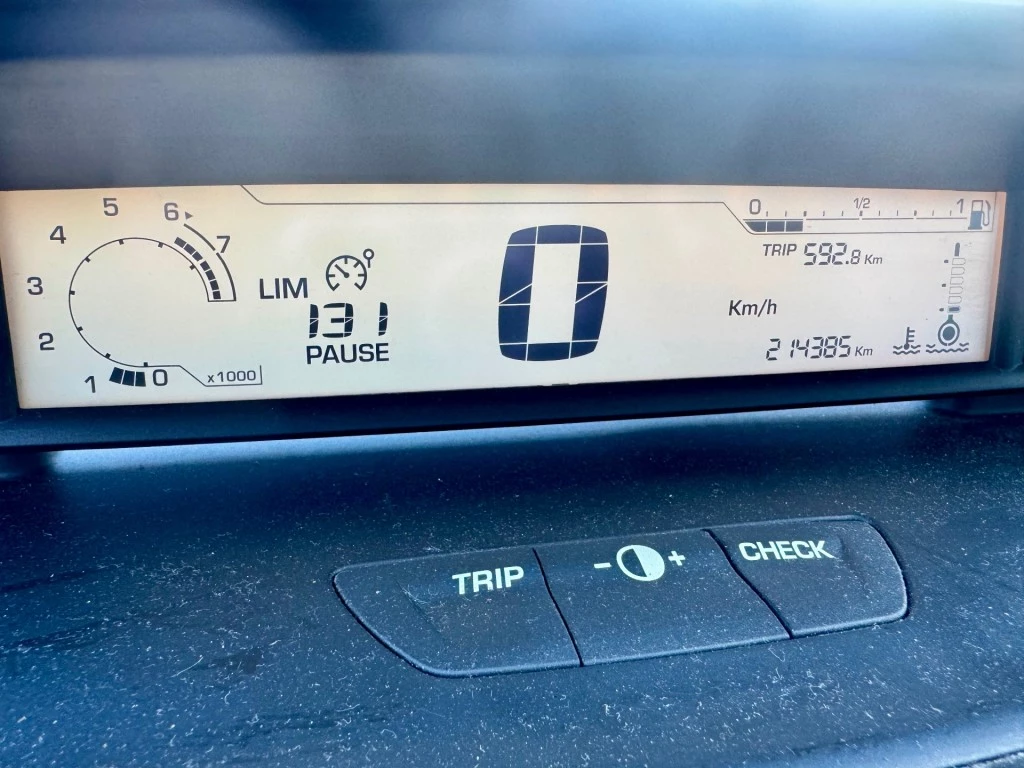 0 1/2 1
TRIP 592.8 Km
Km/h
214385 Km
0
LIM
131
PAUSE
7
6
5
4
3
2
1
0
x1000
TRIP
- +
CHECK